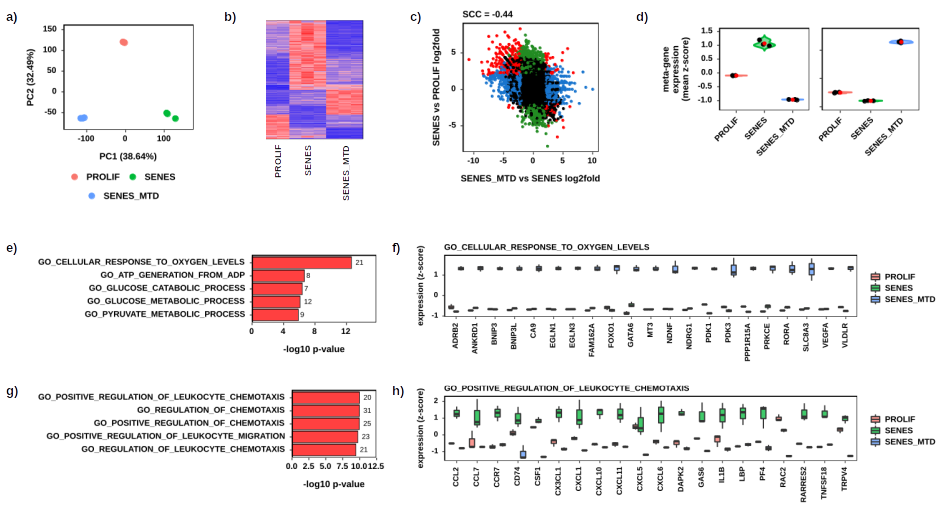 a)
150
100
50
0
-50
PC2 (32.49%)
-100
0
100
PC1 (38.64%)
PROLIF
SENES
SENES_MTD
b)
PROLIF
SENES
SENES_MTD
c)
SCC = -0.44
5
0
-5
SENES vs PROLIF log2fold
-10
-5
0
5
10
SENES_MTD vs SENES log2fold
d)
meta-gene
expression
(mean z-score)
1.5
1.0
0.5
0.0
-0.5
-1.0
PROLIF
SENES
SENES_MTD
PROLIF
SENES
SENES_MTD
e)
GO_CELLULAR_RESPONSE_TO_OXYGEN_LEVELS
21
GO_ATP_GENERATION_FROM_ADP
8
GO_GLUCOSE_CATABOLIC_PROCESS
7
GO_GLUCOSE_METABOLIC_PROCESS
12
GO_PYRUVATE_METABOLIC_PROCESS
9
0
4
8
12
-log10 p-value
f)
GO_CELLULAR_RESPONSE_TO_OXYGEN_LEVELS
expression (z-score)
1
0
-1
ADRB2
ANKRD1
BNIP3
BNIP3L
CA9
EGLN1
EGLN3
FAM162A
FOXO1
GATA6
MT3
NDNF
NDRG1
PDK1
PDK3
PPP1R15A
PRKCE
RORA
SLC8A3
VEGFA
VLDLR
PROLIF
SENES
SENES_MTD
g)
GO_POSITIVE_REGULATION_OF_LEUKOCYTE_CHEMOTAXIS
20
GO_REGULATION_OF_CHEMOTAXIS
31
GO_POSITIVE_REGULATION_OF_CHEMOTAXIS
25
GO_POSITIVE_REGULATION_OF_LEUKOCYTE_MIGRATION
23
GO_REGULATION_OF_LEUKOCYTE_CHEMOTAXIS
21
0.0
2.5
5.0
7.5
10.0
12.5
-log10 p-value
h)
GO_POSITIVE_REGULATION_OF_LEUKOCYTE_CHEMOTAXIS
expression (z-score)
2
1
0
-1
CCL2
CCL7
CCR7
CD74
CSF1
CX3CL1
CXCL1
CXCL10
CXCL11
CXCL5
CXCL6
DAPK2
GAS6
IL1B
LBP
PF4
RAC2
RARRES2
TNFSF18
TRPV4
PROLIF
SENES
SENES_MTD